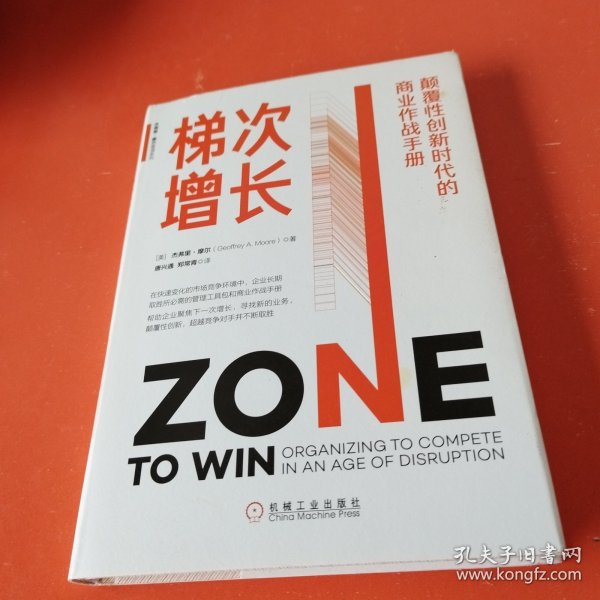 梯次
增长
颠覆性创新时代的
商业作战手册
[美] 杰弗里·摩尔 (Geoffrey A. Moore) ◎著
唐兴通 郑常青 ◎译
在快速变化的市场竞争环境中，企业长期
取胜所必需的管理工具包和商业作战手册
帮助企业聚焦下一次增长，寻找新的业务，
颠覆性创新，超越竞争对手并不断取胜
ZONE
TO WIN
ORGANIZING TO COMPETE
IN AN AGE OF DISRUPTION
机械工业出版社
China Machine Press
孔夫子旧书网
www.kongfz.com